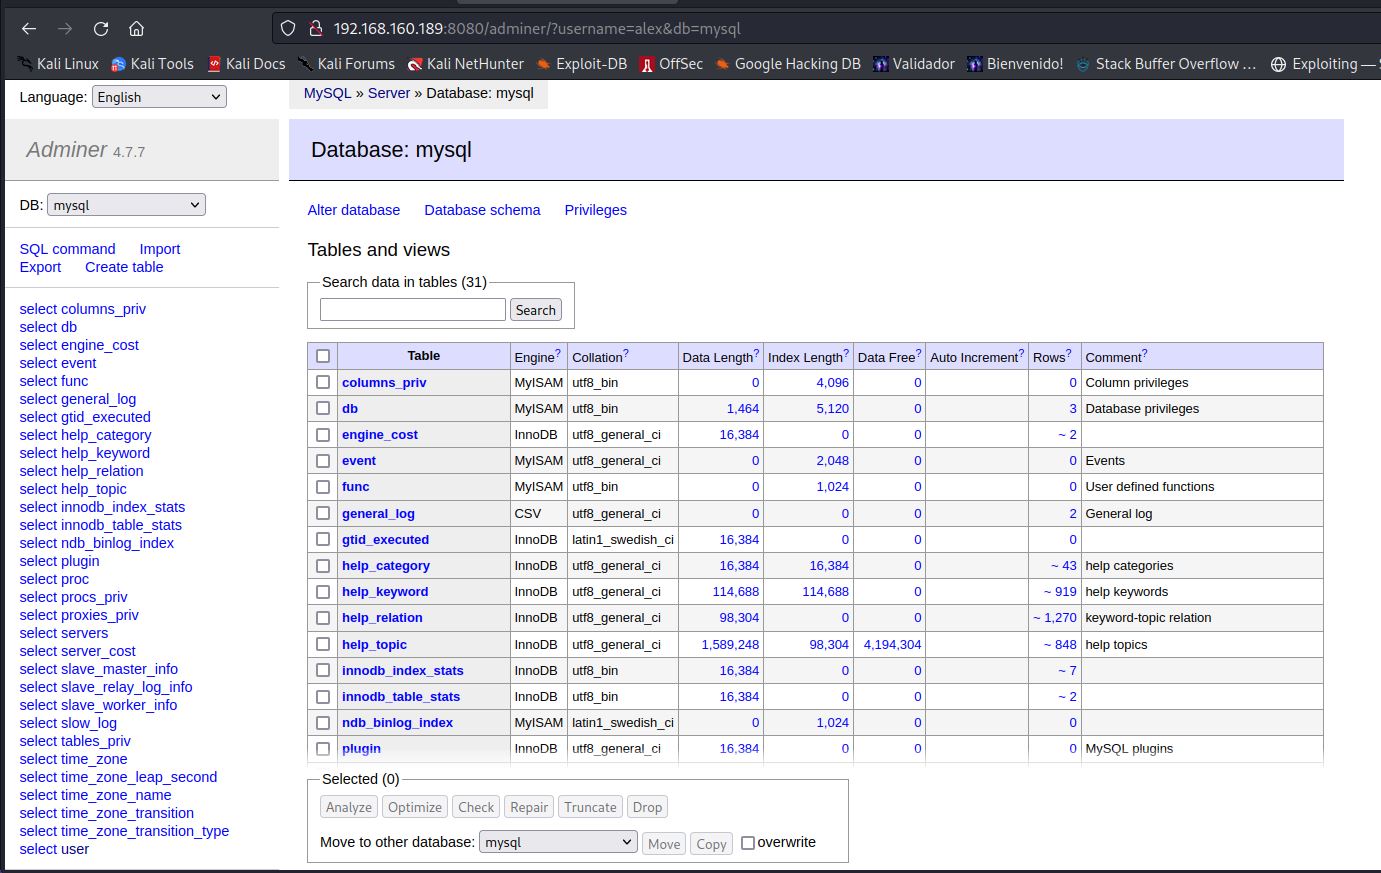 192.168.160.189:8080/adminer/?username=alex&db=mysql
Kali Linux Kali Tools Kali Docs Kali Forums Kali NetHunter Exploit-DB OffSec Google Hacking DB Validador Bienvenido! Stack Buffer Overflow ... Exploiting —
Language: English
MySQL » Server » Database: mysql
Adminer 4.7.7
Database: mysql
DB: mysql
Alter database Database schema Privileges
SQL command Import
Export Create table
select columns_priv
select db
select engine_cost
select event
select func
select general_log
select gtid_executed
select help_category
select help_keyword
select help_relation
select help_topic
select innodb_index_stats
select innodb_table_stats
select ndb_binlog_index
select plugin
select proc
select procs_priv
select proxies_priv
select servers
select server_cost
select slave_master_info
select slave_relay_log_info
select slave_worker_info
select slow_log
select tables_priv
select time_zone
select time_zone_leap_second
select time_zone_name
select time_zone_transition
select time_zone_transition_type
select user
Tables and views
Search data in tables (31)
Search
Table Engine? Collation? Data Length? Index Length? Data Free? Auto Increment? Rows? Comment?
columns_priv MyISAM utf8_bin 0 4,096 0 0 Column privileges
db MyISAM utf8_bin 1,464 5,120 0 3 Database privileges
engine_cost InnoDB utf8_general_ci 16,384 0 0 ~ 2
event MyISAM utf8_general_ci 0 2,048 0 0 Events
func MyISAM utf8_bin 0 1,024 0 0 User defined functions
general_log CSV utf8_general_ci 0 0 0 2 General log
gtid_executed InnoDB latin1_swedish_ci 16,384 0 0 0
help_category InnoDB utf8_general_ci 16,384 16,384 0 ~ 43 help categories
help_keyword InnoDB utf8_general_ci 114,688 114,688 0 ~ 919 help keywords
help_relation InnoDB utf8_general_ci 98,304 0 0 ~ 1,270 keyword-topic relation
help_topic InnoDB utf8_general_ci 1,589,248 98,304 4,194,304 ~ 848 help topics
innodb_index_stats InnoDB utf8_bin 16,384 0 0 ~ 7
innodb_table_stats InnoDB utf8_bin 16,384 0 0 ~ 2
ndb_binlog_index MyISAM latin1_swedish_ci 0 1,024 0 0
plugin InnoDB utf8_general_ci 16,384 0 0 0 MySQL plugins
Selected (0)
Analyze Optimize Check Repair Truncate Drop
Move to other database: mysql Move Copy overwrite